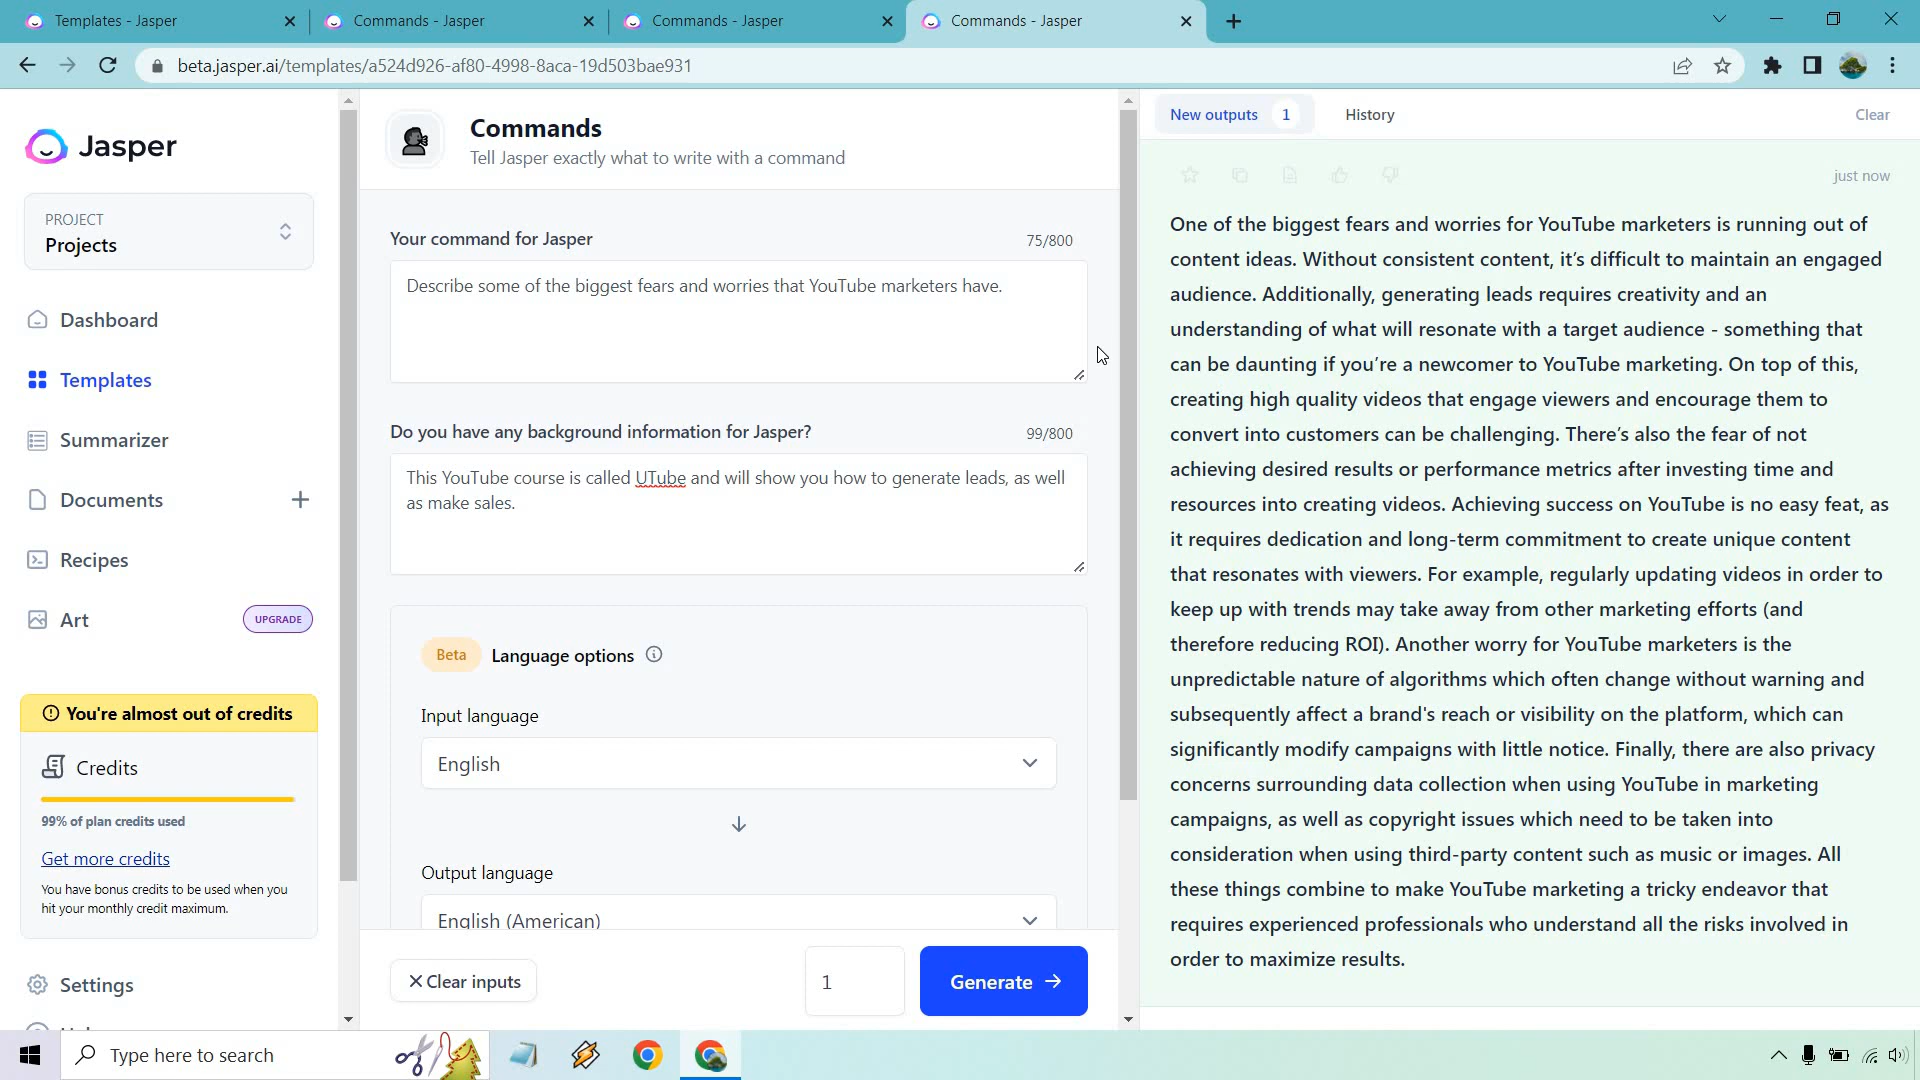 Templates - Jasper
Commands - Jasper
Commands - Jasper
Commands - Jasper
beta.jasper.ai/templates/a524d926-af80-4998-8aca-19d503bae931
Jasper
PROJECT
Projects
Dashboard
Templates
Summarizer
Documents
Recipes
Art
UPGRADE
You're almost out of credits
Credits
99% of plan credits used
Get more credits
You have bonus credits to be used when you
hit your monthly credit maximum.
Settings
Commands
Tell Jasper exactly what to write with a command
Your command for Jasper
75/800
Describe some of the biggest fears and worries that YouTube marketers have.
Do you have any background information for Jasper?
99/800
This YouTube course is called UTube and will show you how to generate leads, as well
as make sales.
Beta
Language options
Input language
English
Output language
English (American)
Clear inputs
1
Generate
New outputs
1
History
Clear
just now
One of the biggest fears and worries for YouTube marketers is running out of
content ideas. Without consistent content, it's difficult to maintain an engaged
audience. Additionally, generating leads requires creativity and an
understanding of what will resonate with a target audience - something that
can be daunting if you're a newcomer to YouTube marketing. On top of this,
creating high quality videos that engage viewers and encourage them to
convert into customers can be challenging. There's also the fear of not
achieving desired results or performance metrics after investing time and
resources into creating videos. Achieving success on YouTube is no easy feat, as
it requires dedication and long-term commitment to create unique content
that resonates with viewers. For example, regularly updating videos in order to
keep up with trends may take away from other marketing efforts (and
therefore reducing ROI). Another worry for YouTube marketers is the
unpredictable nature of algorithms which often change without warning and
subsequently affect a brand's reach or visibility on the platform, which can
significantly modify campaigns with little notice. Finally, there are also privacy
concerns surrounding data collection when using YouTube in marketing
campaigns, as well as copyright issues which need to be taken into
consideration when using third-party content such as music or images. All
these things combine to make YouTube marketing a tricky endeavor that
requires experienced professionals who understand all the risks involved in
order to maximize results.
Type here to search